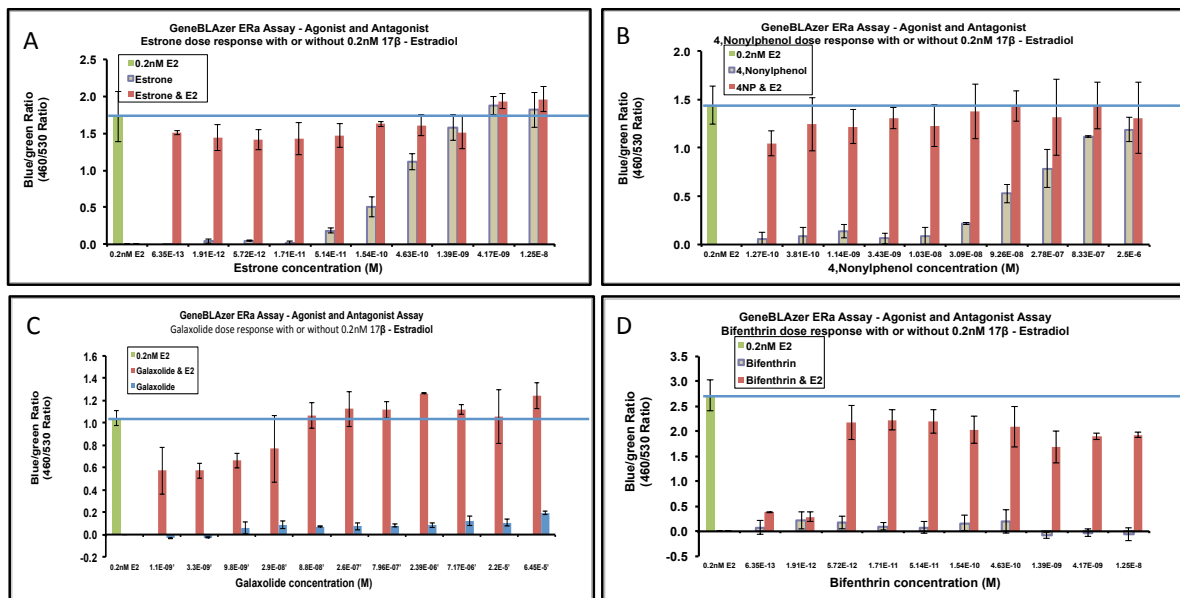 A
GeneBLAzer ERa Assay - Agonist and Antagonist
Estrone dose response with or without 0.2nM 17β - Estradiol
0.2nM E2
Estrone
Estrone & E2
Blue/green Ratio
(460/530 Ratio)
2.5
2.0
1.5
1.0
0.5
0.0
0.2nM E2 6.35E-13 1.91E-12 5.72E-12 1.71E-11 5.14E-11 1.54E-10 4.63E-10 1.39E-09 4.17E-09 1.25E-8
Estrone concentration (M)
B
GeneBLAzer ERa Assay - Agonist and Antagonist
4,Nonylphenol dose response with or without 0.2nM 17β - Estradiol
0.2nM E2
4,Nonylphenol
4NP & E2
Blue/green Ratio
(460/530 Ratio)
2.0
1.5
1.0
0.5
0.0
0.2nM E2 1.27E-10 3.81E-10 1.14E-09 3.43E-09 1.03E-08 3.09E-08 9.26E-08 2.78E-07 8.33E-07 2.5E-6
4,Nonylphenol concentration (M)
C
GeneBLAzer ERa Assay - Agonist and Antagonist Assay
Galaxolide dose response with or without 0.2nM 17β - Estradiol
0.2nM E2
Galaxolide & E2
Galaxolide
Blue/green Ratio
(460/530 Ratio)
1.6
1.4
1.2
1.0
0.8
0.6
0.4
0.2
0.0
-0.2
0.2nM E2 1.1E-09' 3.3E-09' 9.8E-09' 2.9E-08' 8.8E-08' 2.6E-07' 7.96E-07' 2.39E-06' 7.17E-06' 2.2E-5' 6.45E-5'
Galaxolide concentration (M)
D
GeneBLAzer ERa Assay - Agonist and Antagonist Assay
Bifenthrin dose response with or without 0.2nM 17β - Estradiol
0.2nM E2
Bifenthrin
Bifenthrin & E2
Blue/green Ratio
(460/530 Ratio)
3.5
3.0
2.5
2.0
1.5
1.0
0.5
0.0
-0.5
0.2nM E2 6.35E-13 1.91E-12 5.72E-12 1.71E-11 5.14E-11 1.54E-10 4.63E-10 1.39E-09 4.17E-09 1.25E-8
Bifenthrin concentration (M)